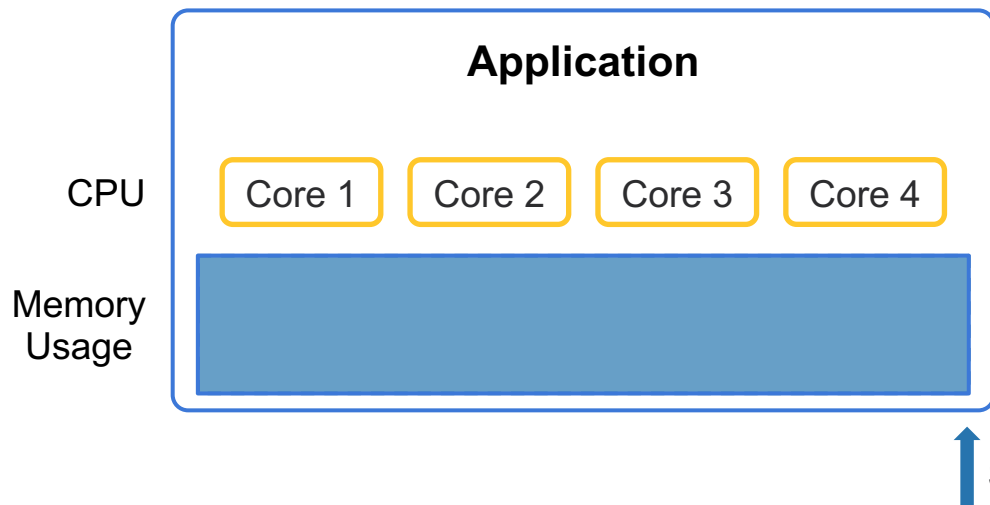 Application
CPU
Core 1
Core 2
Core 3
Core 4
Memory
Usage